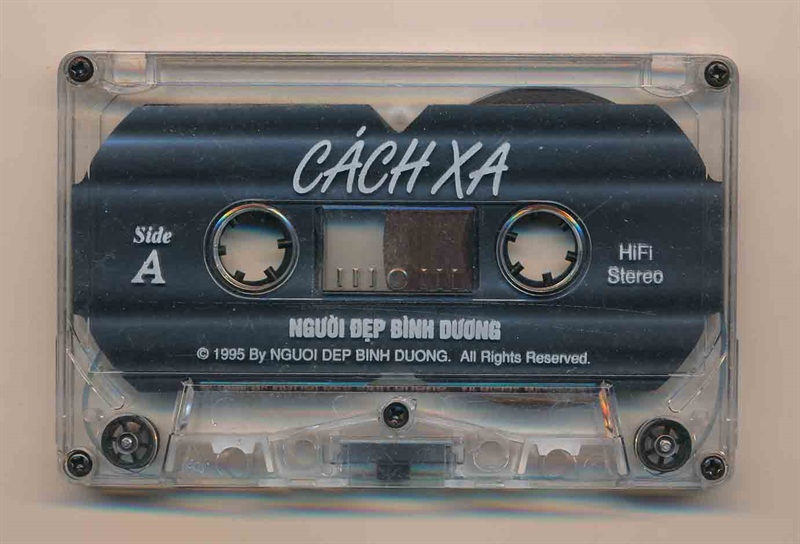 CÁCH XA
Side
A
HiFi
Stereo
NGƯỜI ĐẸP BÌNH DƯƠNG
© 1995 By NGUOI DEP BINH DUONG. All Rights Reserved.